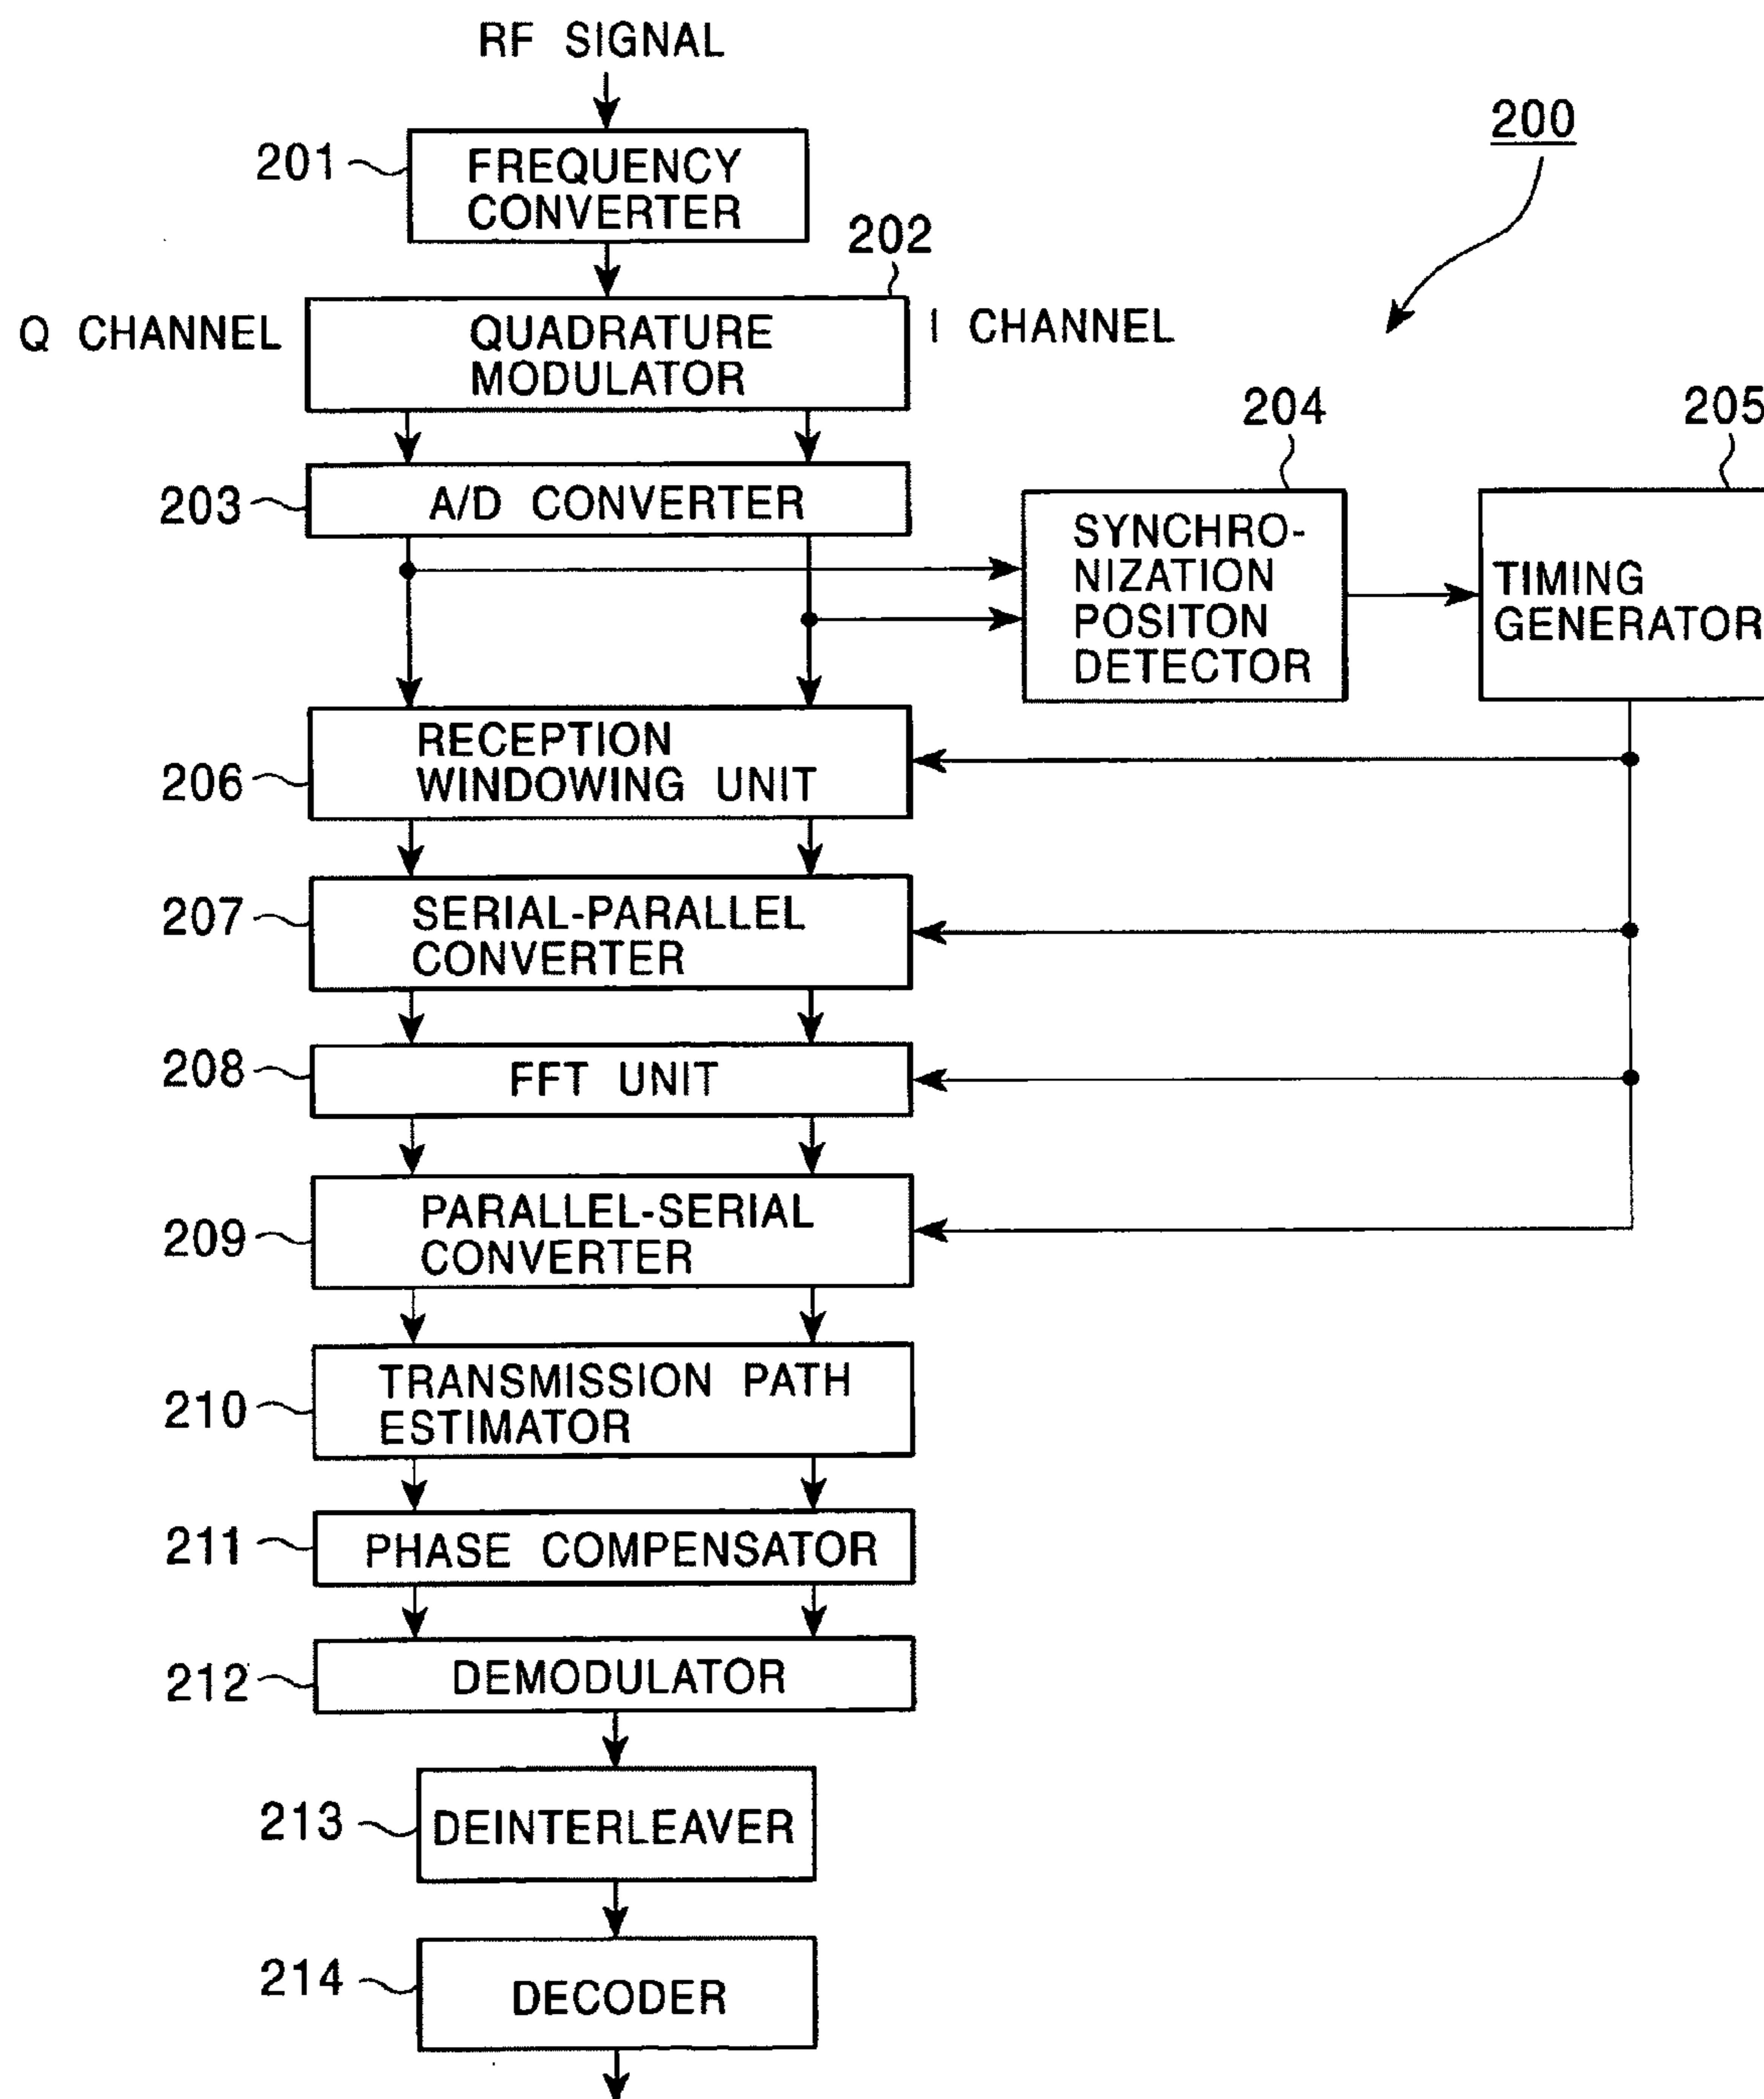 RF SIGNAL
200
201
FREQUENCY
CONVERTER
202
Q CHANNEL
QUADRATURE
MODULATOR
I CHANNEL
203
A/D CONVERTER
204
SYNCHRO-
NIZATION
POSITON
DETECTOR
205
TIMING
GENERATOR
206
RECEPTION
WINDOWING UNIT
207
SERIAL-PARALLEL
CONVERTER
208
FFT UNIT
209
PARALLEL-SERIAL
CONVERTER
210
TRANSMISSION PATH
ESTIMATOR
211
PHASE COMPENSATOR
212
DEMODULATOR
213
DEINTERLEAVER
214
DECODER